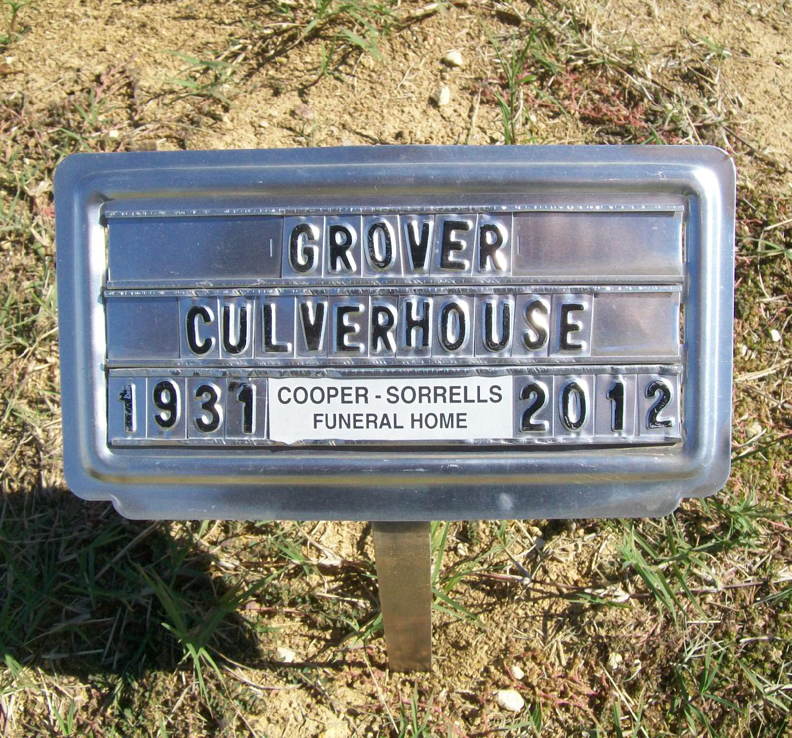 GROVER
CULVERHOUSE
1931 COOPER - SORRELLS FUNERAL HOME 2012